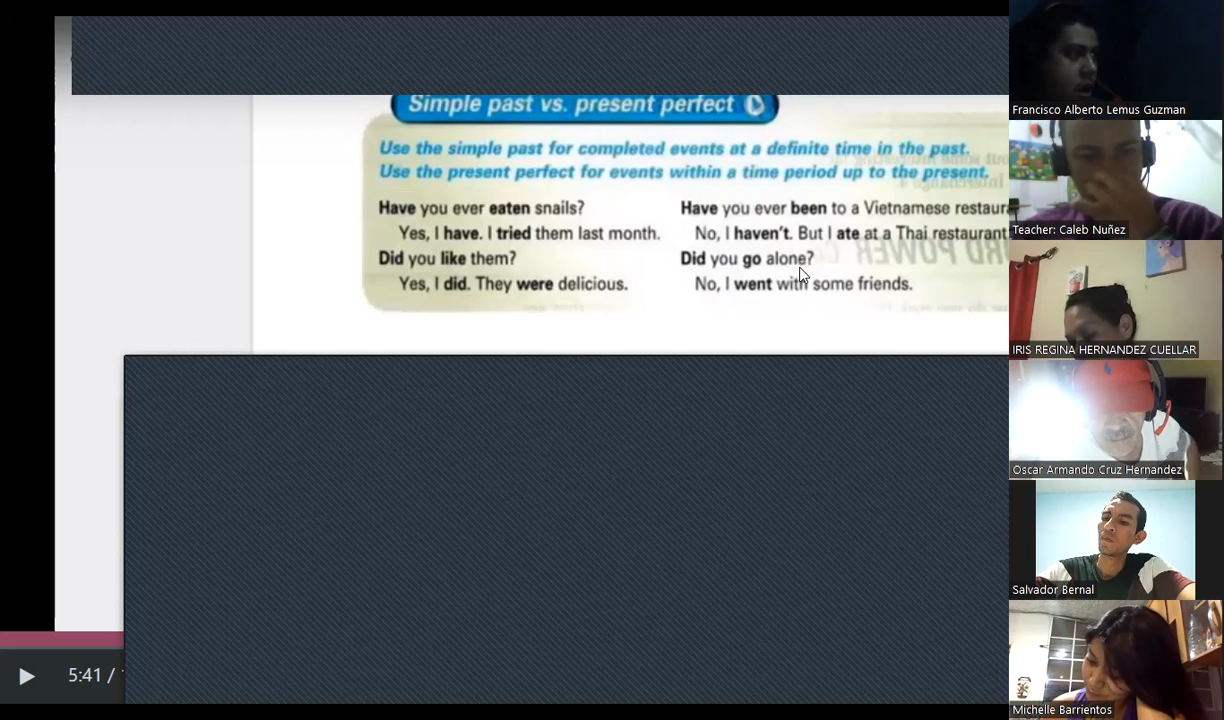 Simple past vs. present perfect
Use the simple past for completed events at a definite time in the past.
Use the present perfect for events within a time period up to the present.
Have you ever eaten snails?
Yes, I have. I tried them last month.
Did you like them?
Yes, I did. They were delicious.
Have you ever been to a Vietnamese
No, I haven't. But I ate at a Thai restaurant
Did you go alone?
No, I went with some friends.
5:41 /
Francisco Alberto Lemus Guzman
Teacher: Caleb Nuñez
IRIS REGINA HERNANDEZ CUELLAR
Oscar Armando Cruz Hernandez
Salvador Bernal
Michelle Barrientos